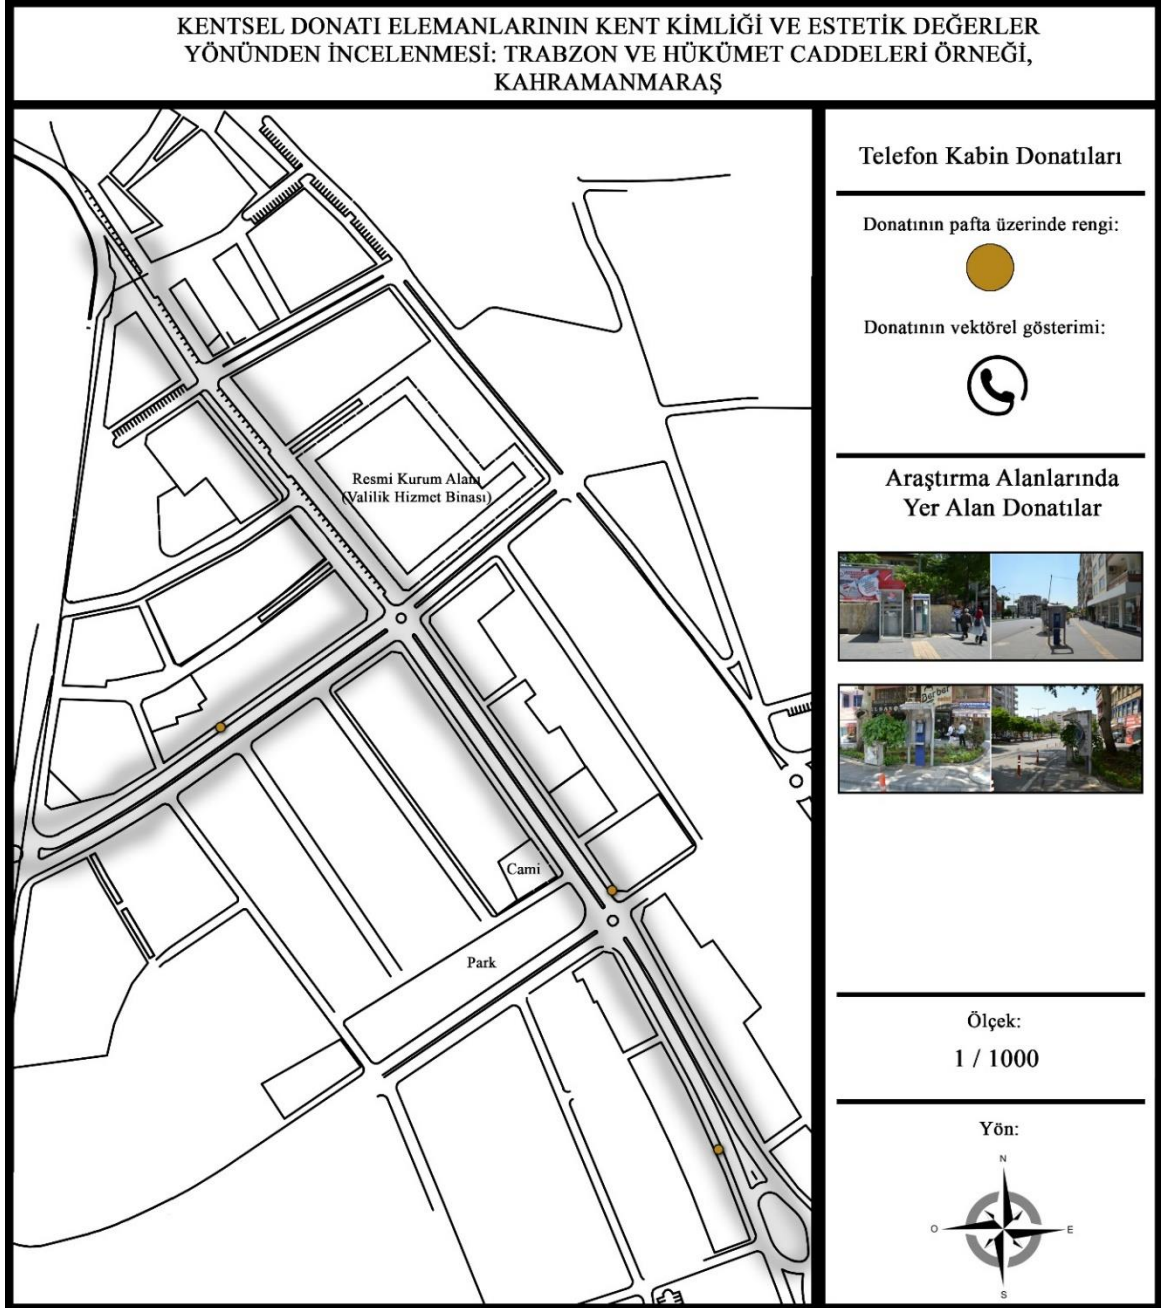 KENTSEL DONATI ELEMANLARININ KENT KİMLİĞİ VE ESTETİK DEĞERLER
YÖNÜNDEN İNCELENMESİ: TRABZON VE HÜKÜMET CADDELERİ ÖRNEĞİ,
KAHRAMANMARAŞ
Resmi Kurum Alanı
(Valilik Hizmet Binası)
Cami
Park
Telefon Kabin Donatıları
Donatının pafta üzerinde rengi:
Donatının vektörel gösterimi:
Araştırma Alanlarında
Yer Alan Donatılar
Berber
Ölçek:
1 / 1000
Yön:
N
O
E
S